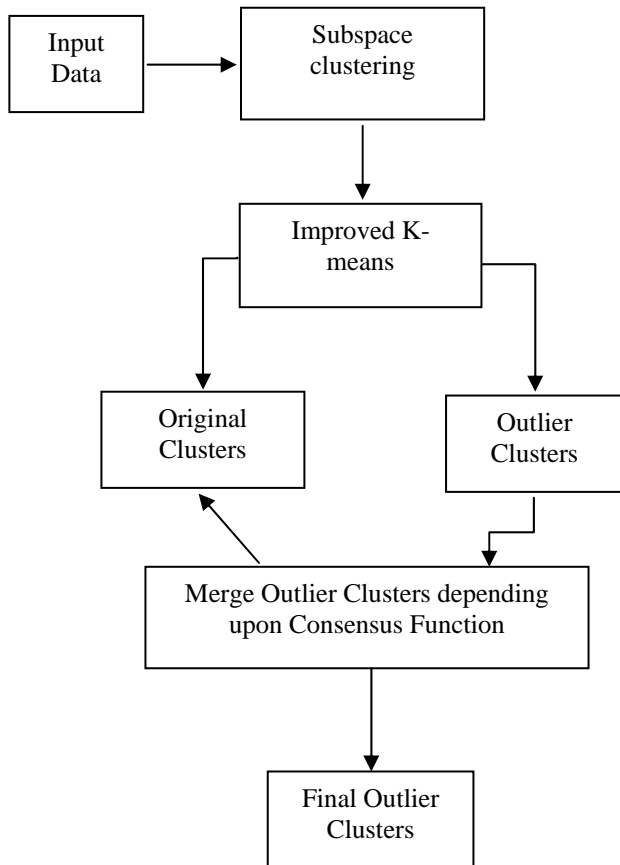 Input
Data
Subspace
clustering
Improved K-
means
Original
Clusters
Outlier
Clusters
Merge Outlier Clusters depending
upon Consensus Function
Final Outlier
Clusters